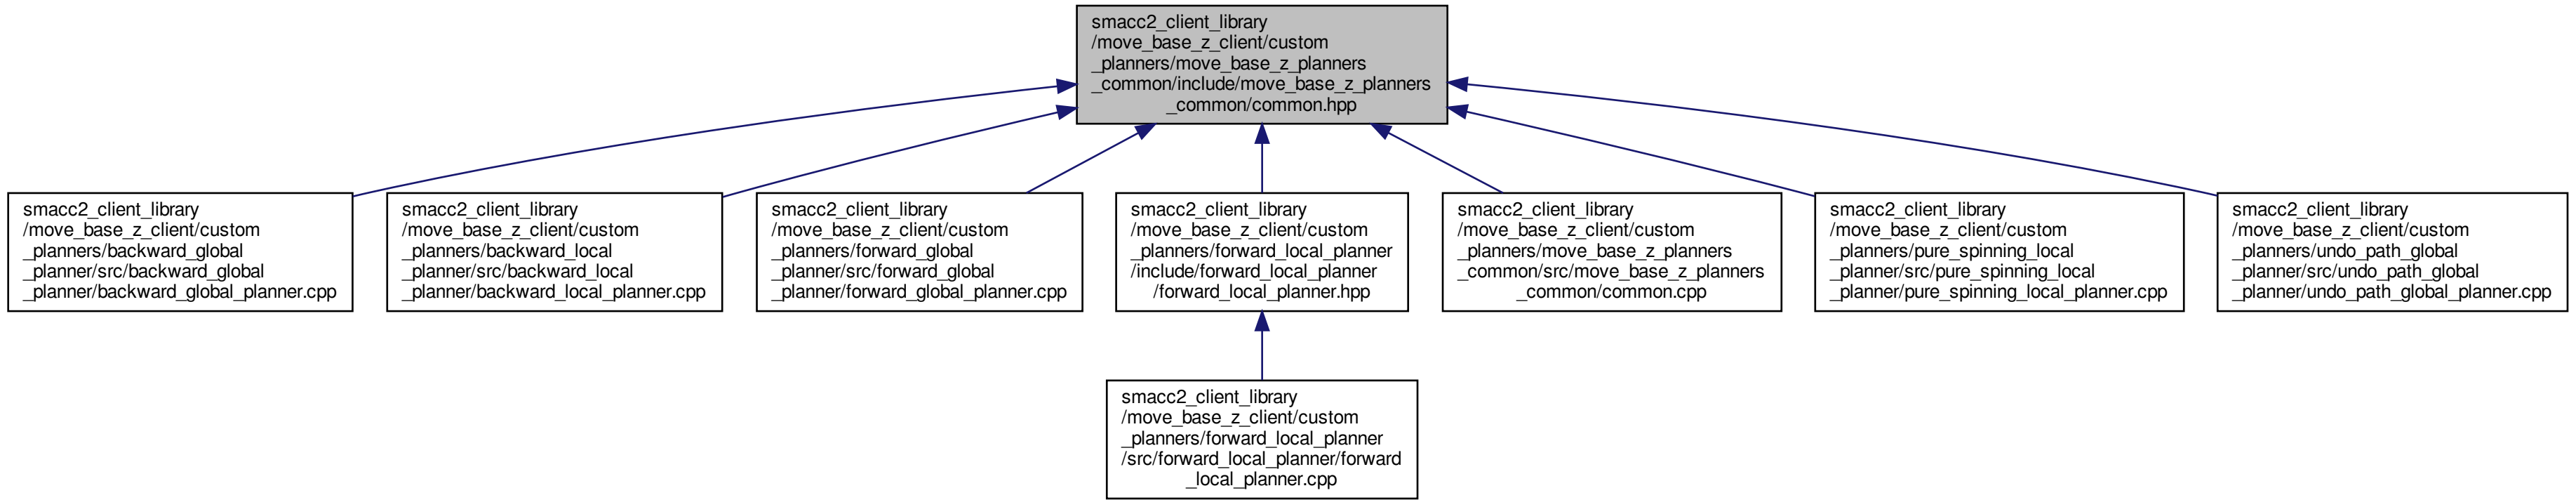 smacc2_client_library
/move_base_z_client/custom
_planners/move_base_z_planners
_common/include/move_base_z_planners
_common/common.hpp
smacc2_client_library
/move_base_z_client/custom
_planners/backward_global
_planner/src/backward_global
_planner/backward_global_planner.cpp
smacc2_client_library
/move_base_z_client/custom
_planners/backward_local
_planner/src/backward_local
_planner/backward_local_planner.cpp
smacc2_client_library
/move_base_z_client/custom
_planners/forward_global
_planner/src/forward_global
_planner/forward_global_planner.cpp
smacc2_client_library
/move_base_z_client/custom
_planners/forward_local_planner
/include/forward_local_planner
/forward_local_planner.hpp
smacc2_client_library
/move_base_z_client/custom
_planners/move_base_z_planners
_common/src/move_base_z_planners
_common/common.cpp
smacc2_client_library
/move_base_z_client/custom
_planners/pure_spinning_local
_planner/src/pure_spinning_local
_planner/pure_spinning_local_planner.cpp
smacc2_client_library
/move_base_z_client/custom
_planners/undo_path_global
_planner/src/undo_path_global
_planner/undo_path_global_planner.cpp
smacc2_client_library
/move_base_z_client/custom
_planners/forward_local_planner
/src/forward_local_planner/forward
_local_planner.cpp